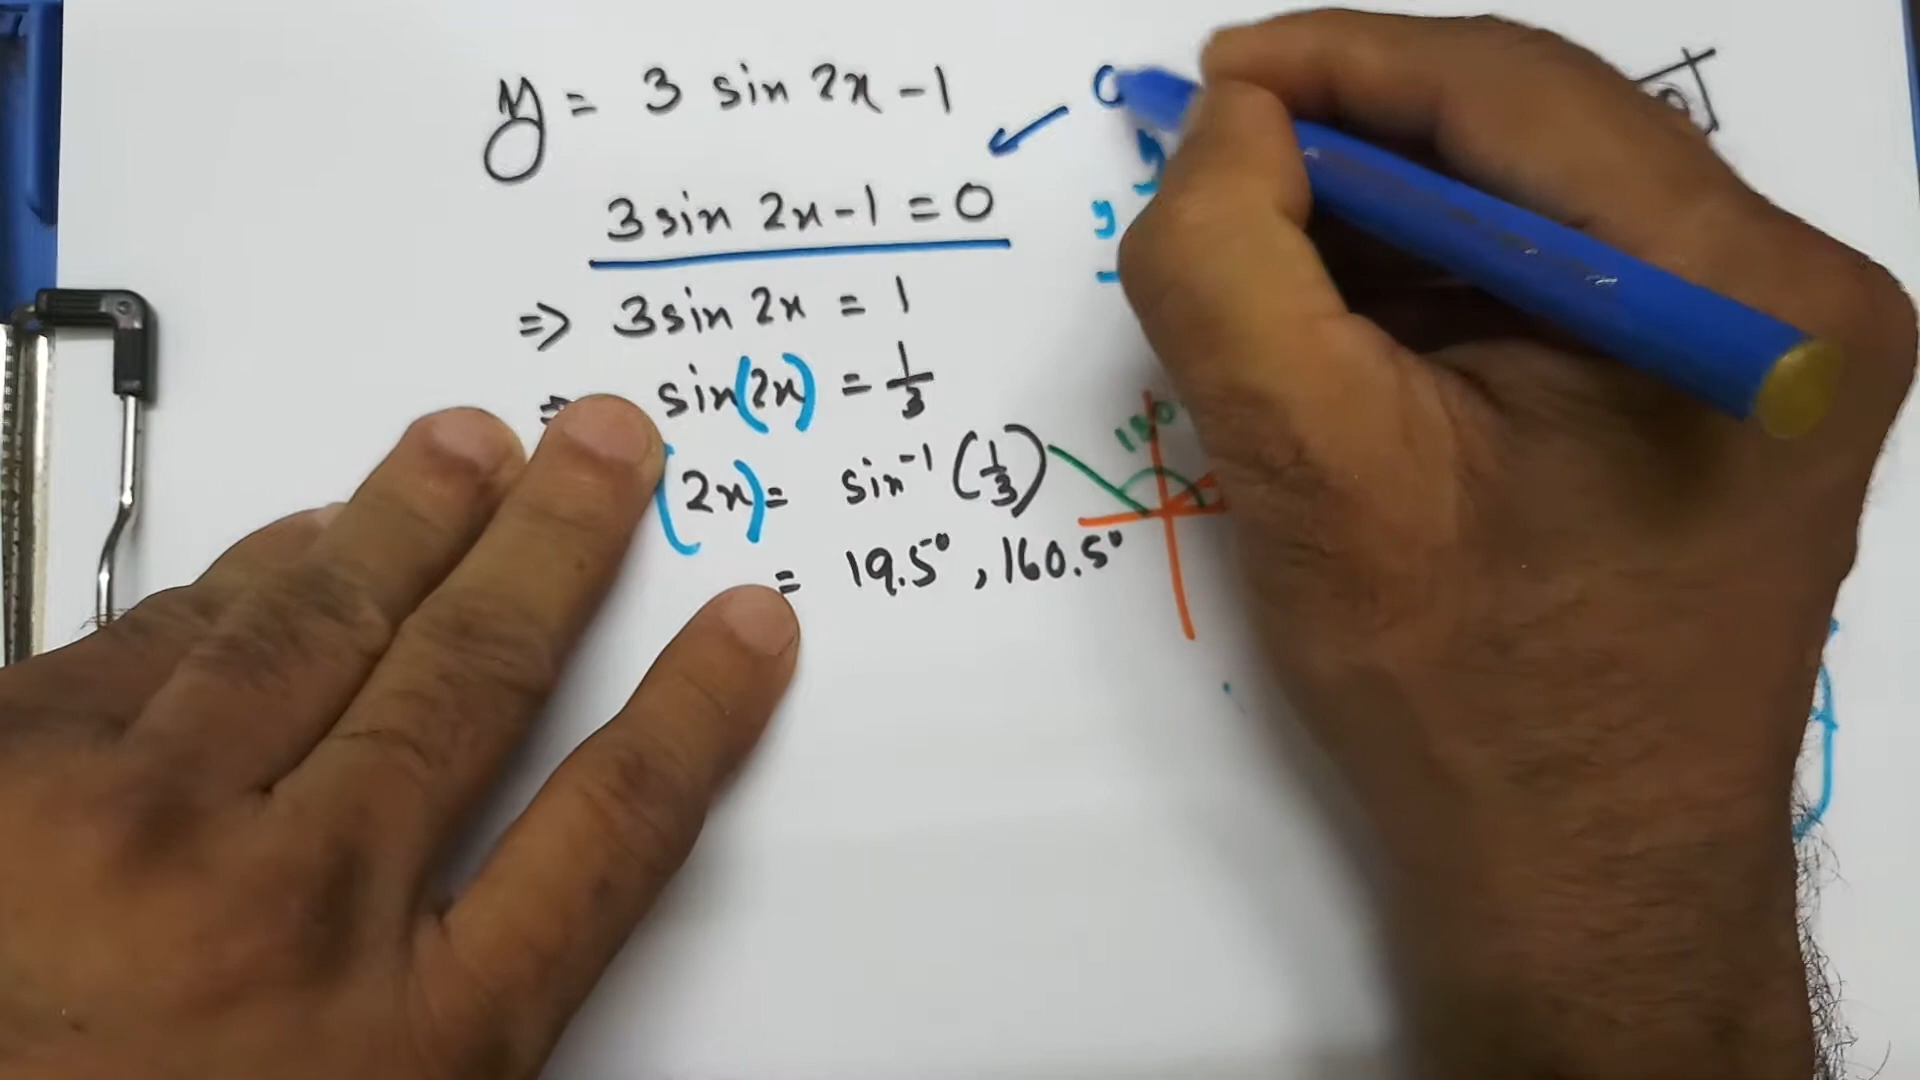 y = 3 sin 2x - 1
3 sin 2x - 1 = 0
=> 3 sin 2x = 1
=> sin(2x) = 1/3
(2x) = sin⁻¹ (1/3)
= 19.5°, 160.5°
y
y
180°